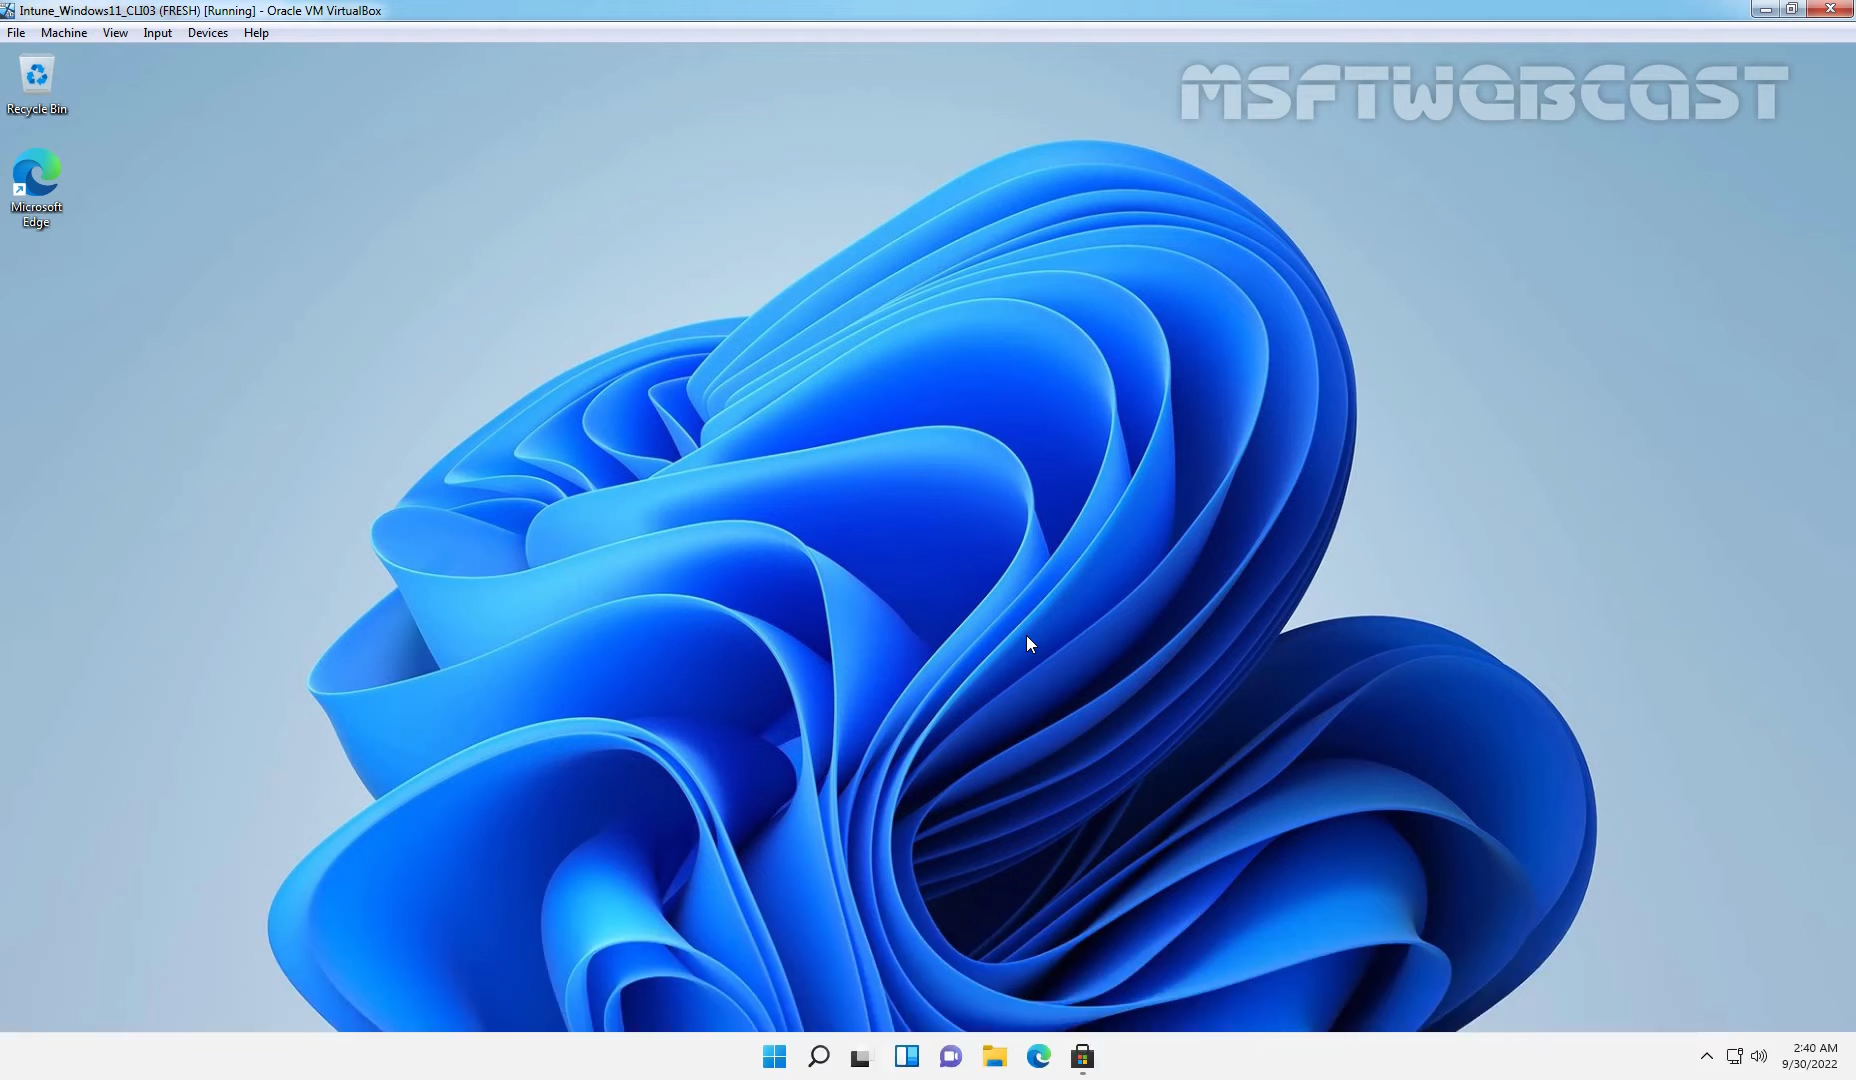 Intune_Windows11_CLI03 (FRESH) [Running] - Oracle VM VirtualBox
File Machine View Input Devices Help
MSFTWEBCAST
Recycle Bin
Microsoft
Edge
2:40 AM
9/30/2022